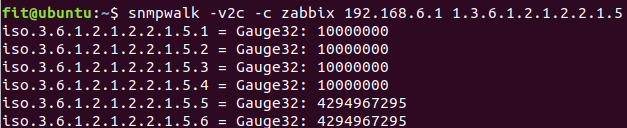 fit@ubuntu:~$ snmpwalk -v2c -c zabbix 192.168.6.1 1.3.6.1.2.1.2.2.1.5
iso.3.6.1.2.1.2.2.1.5.1 = Gauge32: 10000000
iso.3.6.1.2.1.2.2.1.5.2 = Gauge32: 10000000
iso.3.6.1.2.1.2.2.1.5.3 = Gauge32: 10000000
iso.3.6.1.2.1.2.2.1.5.4 = Gauge32: 10000000
iso.3.6.1.2.1.2.2.1.5.5 = Gauge32: 4294967295
iso.3.6.1.2.1.2.2.1.5.6 = Gauge32: 4294967295